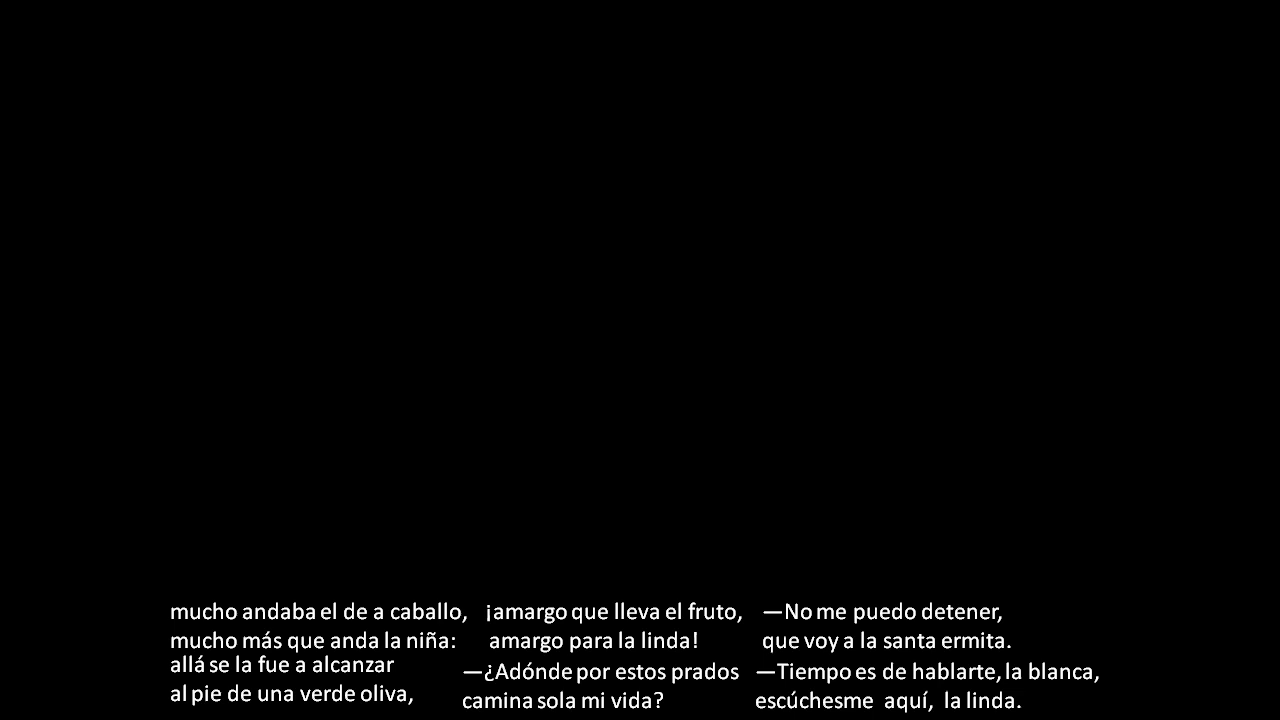 mucho andaba el de a caballo,
mucho más que anda la niña:
allá se la fue a alcanzar
al pie de una verde oliva,
¡amargo que lleva el fruto,
amargo para la linda!
—¿Adónde por estos prados
camina sola mi vida?
—No me puedo detener,
que voy a la santa ermita.
—Tiempo es de hablarte, la blanca,
escúchesme aquí, la linda.